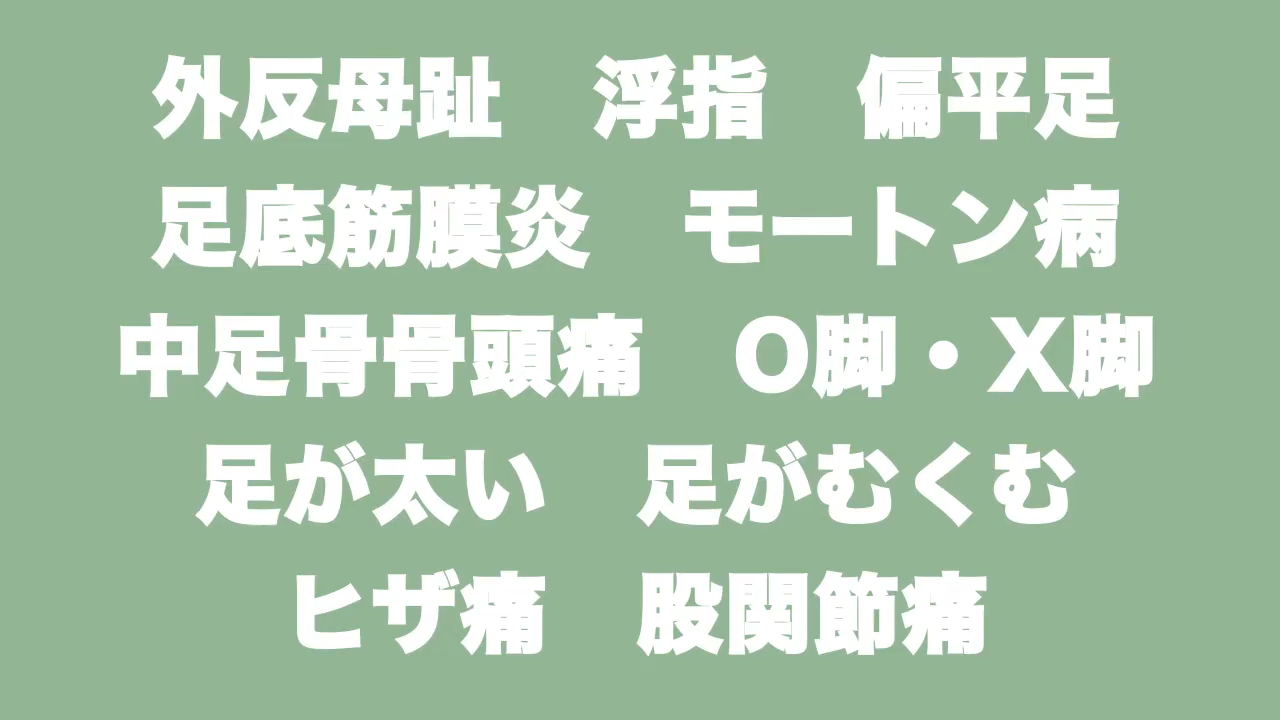 外反母趾　浮指　偏平足
足底筋膜炎　モートン病
中足骨骨頭痛　O脚・X脚
足が太い　足がむくむ
ヒザ痛　股関節痛